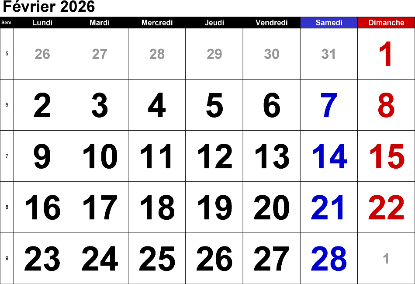 Février 2026
Sem Lundi Mardi Mercredi Jeudi Vendredi Samedi Dimanche
5 26 27 28 29 30 31 1
6 2 3 4 5 6 7 8
7 9 10 11 12 13 14 15
8 16 17 18 19 20 21 22
9 23 24 25 26 27 28 1